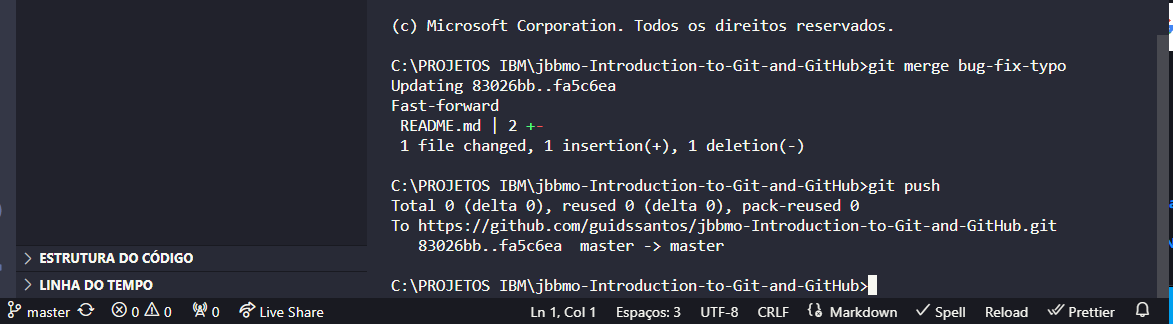 (c) Microsoft Corporation. Todos os direitos reservados.
C:\PROJETOS IBM\jbbmo-Introduction-to-Git-and-GitHub>git merge bug-fix-typo
Updating 83026bb..fa5c6ea
Fast-forward
README.md | 2 +-
1 file changed, 1 insertion(+), 1 deletion(-)
C:\PROJETOS IBM\jbbmo-Introduction-to-Git-and-GitHub>git push
Total 0 (delta 0), reused 0 (delta 0), pack-reused 0
To https://github.com/guidssantos/jbbmo-Introduction-to-Git-and-GitHub.git
83026bb..fa5c6ea  master -> master
C:\PROJETOS IBM\jbbmo-Introduction-to-Git-and-GitHub>
ESTRUTURA DO CÓDIGO
LINHA DO TEMPO
master 0 0 0 Live Share Ln 1, Col 1 Espaços: 3 UTF-8 CRLF Markdown Spell Reload Prettier